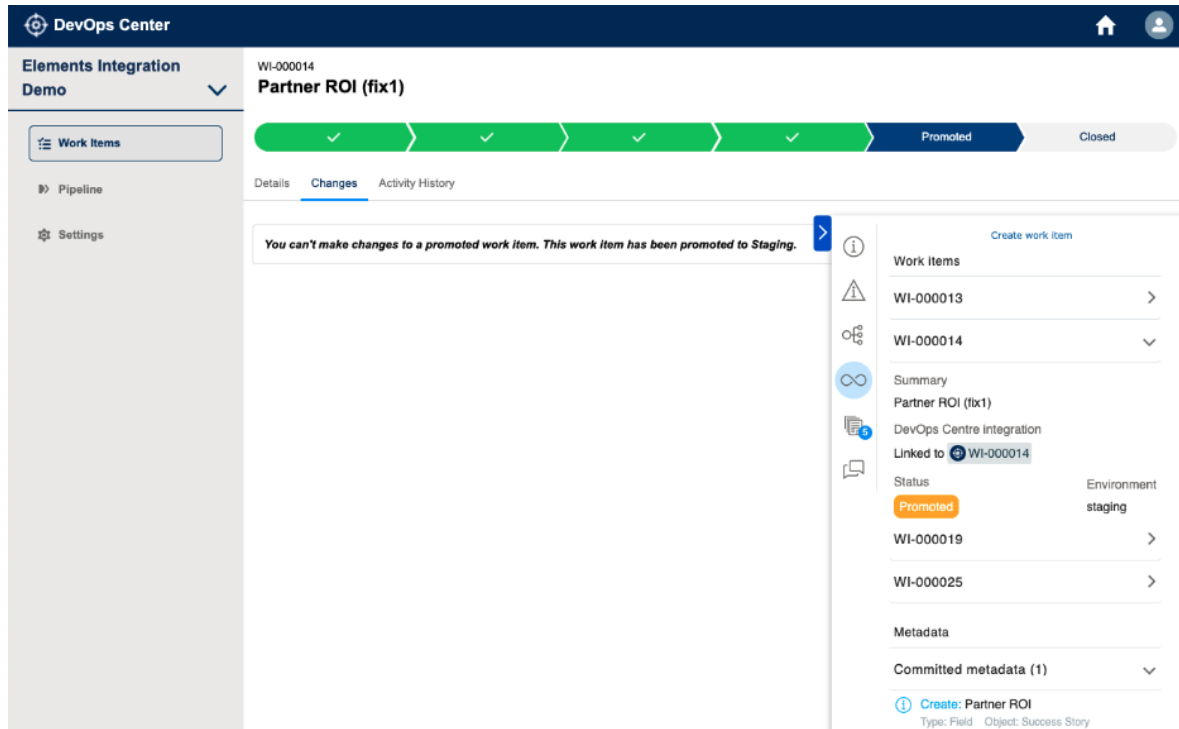 DevOps Center
Elements Integration
Demo
Work Items
Pipeline
Settings
WI-000014
Partner ROI (fix1)
Promoted
Closed
Details
Changes
Activity History
You can't make changes to a promoted work item. This work item has been promoted to Staging.
Create work item
Work items
WI-000013
WI-000014
Summary
Partner ROI (fix1)
DevOps Centre integration
Linked to WI-000014
Status
Environment
Promoted
staging
WI-000019
WI-000025
5
Metadata
Committed metadata (1)
Create: Partner ROI
Type: Field Object: Success Story